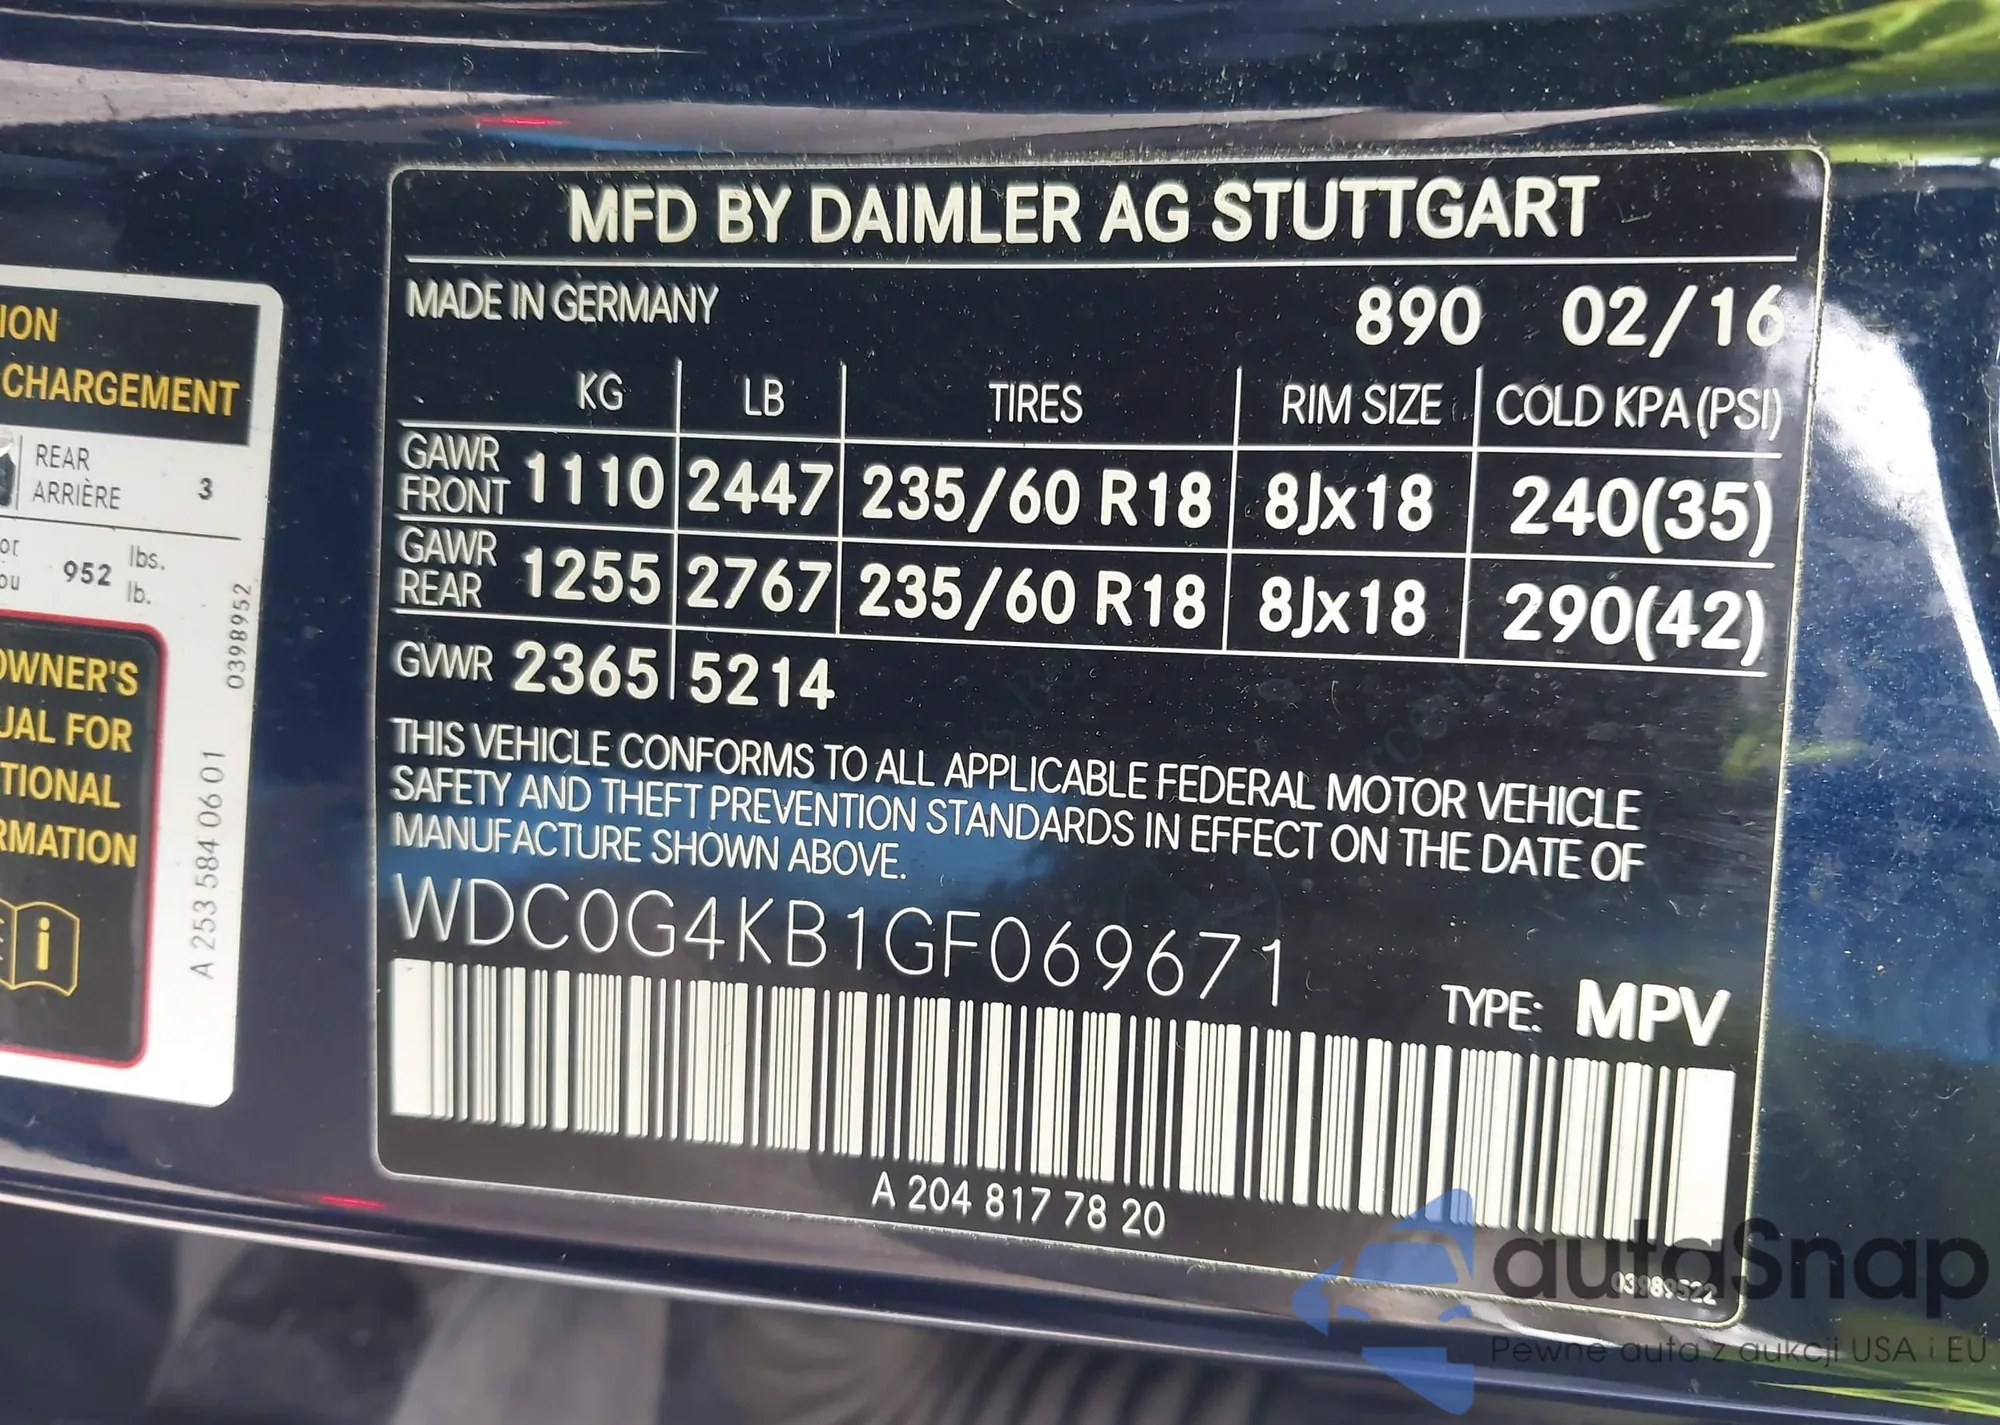 MFD BY DAIMLER AG STUTTGART
MADE IN GERMANY 890 02/16
KG LB TIRES RIM SIZE COLD KPA (PSI)
GAWR FRONT 1110 2447 235/60 R18 8Jx18 240(35)
GAWR REAR 1255 2767 235/60 R18 8Jx18 290(42)
GVWR 2365 5214
THIS VEHICLE CONFORMS TO ALL APPLICABLE FEDERAL MOTOR VEHICLE
SAFETY AND THEFT PREVENTION STANDARDS IN EFFECT ON THE DATE OF
MANUFACTURE SHOWN ABOVE.
WDC0G4KB1GF069671
TYPE: MPV
A 204 817 78 20
03989522
CHARGEMENT
REAR
ARRIÈRE 3
952 lbs.
lb.
0398952
OWNER'S
FOR
A 253 584 06 01
i
autaSnap
Pewne auta z aukcji USA i EU